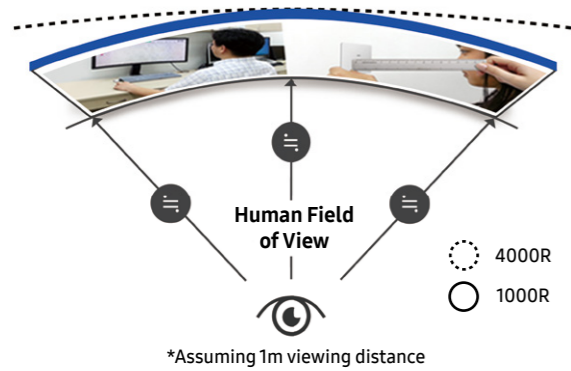 ≒
≒
≒
Human Field
of View
4000R
1000R
*Assuming 1m viewing distance